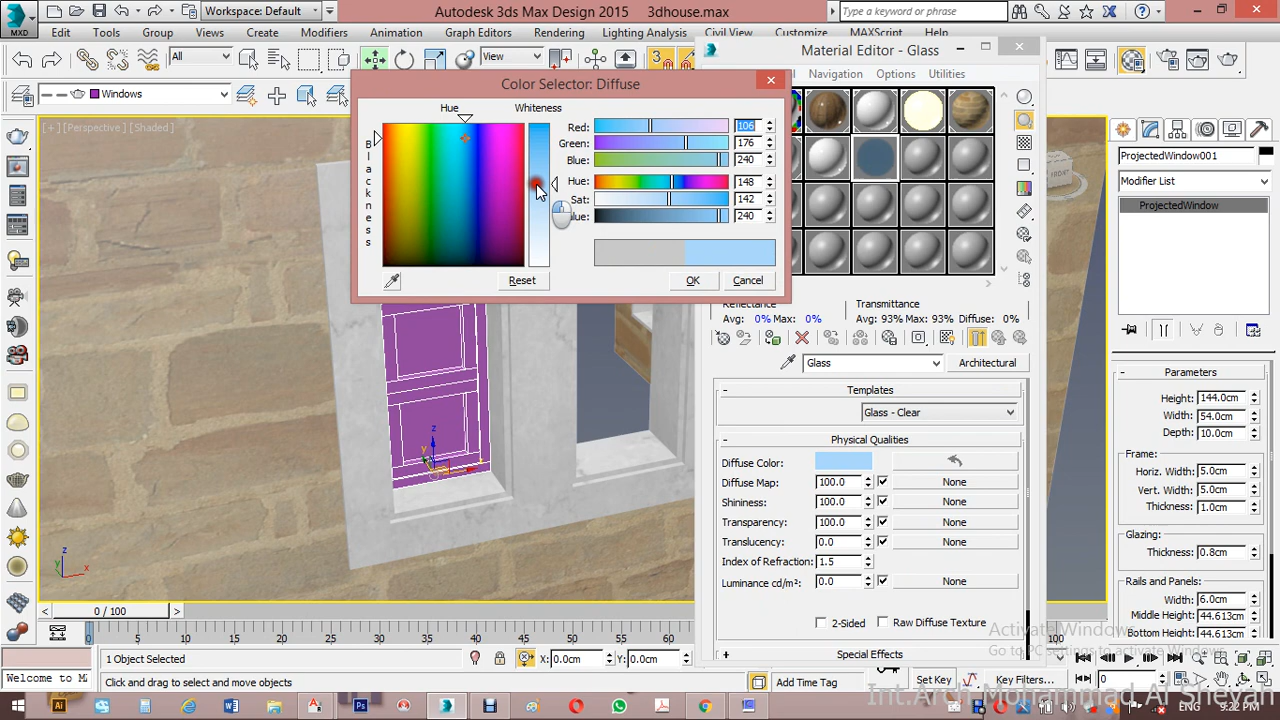 Workspace: Default
Autodesk 3ds Max Design 2015 3dhouse.max
Type a keyword or phrase
MXD
Edit Tools Group Views Create Modifiers Animation Graph Editors Rendering Lighting Analysis Civil View Customize MAXScript Help
All
View
3
Material Editor - Glass
Navigation Options Utilities
Windows
Color Selector: Diffuse
Hue Whiteness
Blackness
Red: 106
Green: 176
Blue: 240
Hue: 148
Sat: 142
240
Reset OK Cancel
[+] [Perspective] [Shaded]
ProjectedWindow001
Modifier List
ProjectedWindow
Reflectance Transmittance
Avg: 0% Max: 0% Avg: 93% Max: 93% Diffuse: 0%
Glass Architectural
- Templates
Glass - Clear
- Physical Qualities
Diffuse Color:
Diffuse Map: 100.0 None
Shininess: 100.0 None
Transparency: 100.0 None
Translucency: 0.0 None
Index of Refraction: 1.5
Luminance cd/m²: 0.0 None
2-Sided Raw Diffuse Texture
+ Special Effects
- Parameters
Height: 144.0cm
Width: 54.0cm
Depth: 10.0cm
Frame:
Horiz. Width: 5.0cm
Vert. Width: 5.0cm
Thickness: 1.0cm
Glazing:
Thickness: 0.8cm
Rails and Panels:
Width: 6.0cm
Middle Height: 44.613cm
Bottom Height: 44.613cm
z
x
z
x
0 / 100
0 5 10 15 20 25 30 35 40 45 50 55 60 100
Activate Windows
Go to PC settings to activate Windows.
1 Object Selected X: 0.0cm Y: 0.0cm
Welcome to M Click and drag to select and move objects Add Time Tag Set Key Key Filters... 0
Int.Arch.Mohammad Al Sheyah
ENG 9:22 PM